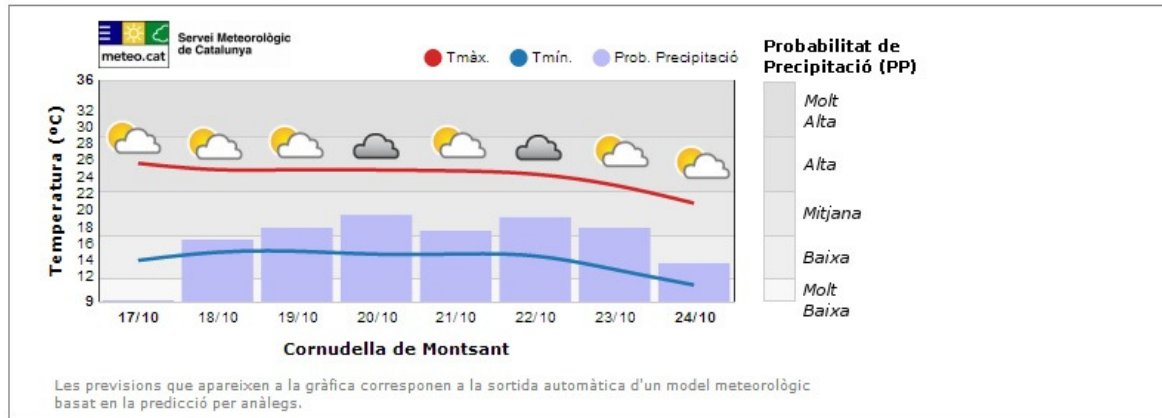 Servei Meteorològic
de Catalunya
meteo.cat
Tmàx.
Tmín.
Prob. Precipitació
Temperatura (ºC)
36
32
30
28
26
24
22
20
18
16
14
12
9
17/10
18/10
19/10
20/10
21/10
22/10
23/10
24/10
Cornudella de Montsant
Probabilitat de
Precipitació (PP)
Molt
Alta
Alta
Mitjana
Baixa
Molt
Baixa
Les previsions que apareixen a la gràfica corresponen a la sortida automàtica d'un model meteorològic
basat en la predicció per anàlegs.